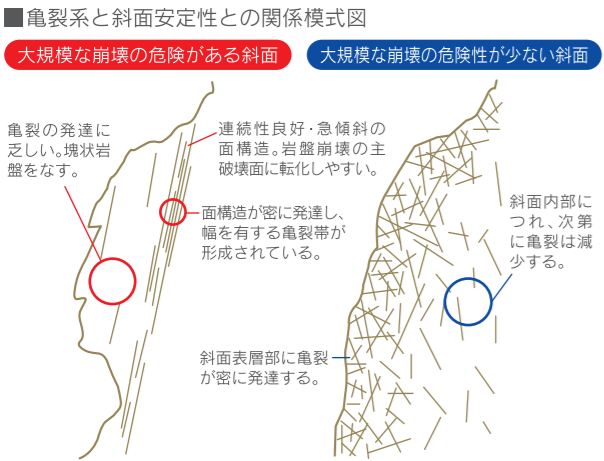 ■亀裂系と斜面安定性との関係模式図
大規模な崩壊の危険がある斜面
大規模な崩壊の危険性が少ない斜面
亀裂の発達に
乏しい。塊状岩
盤をなす。
連続性良好・急傾斜の
面構造。岩盤崩壊の主
破壊面に転化しやすい。
面構造が密に発達し、
幅を有する亀裂帯が
形成されている。
斜面内部に
つれ、次第
に亀裂は減
少する。
斜面表層部に亀裂
が密に発達する。